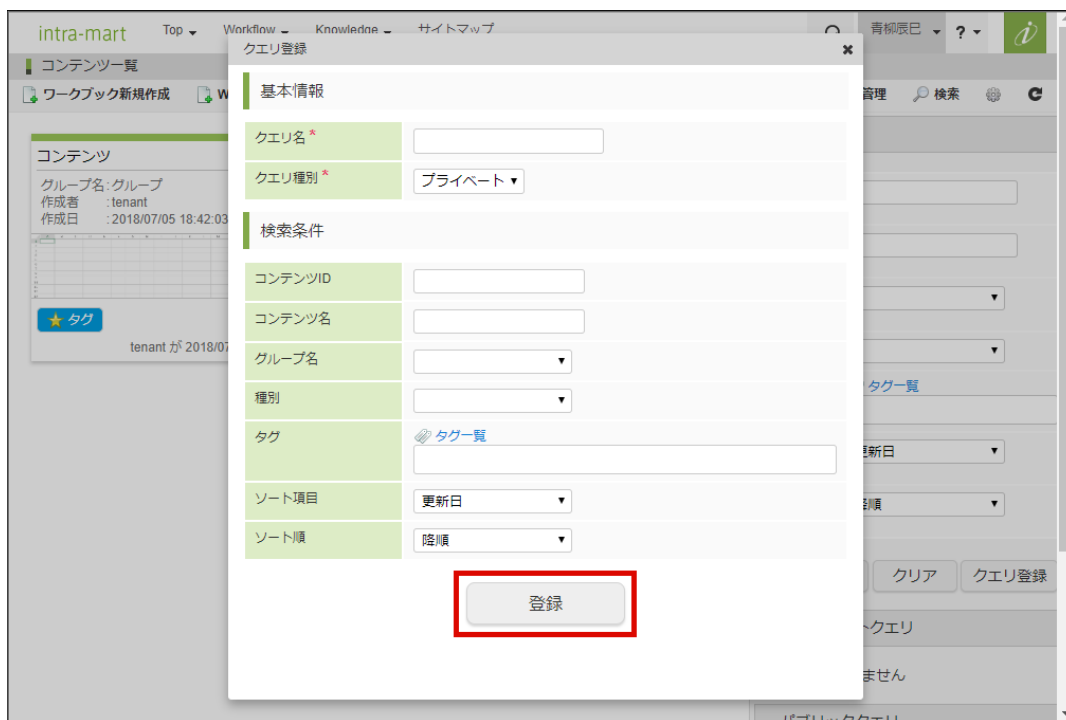 intra-mart Top Workflow Knowledge サイトマップ 青柳辰巳 ?
コンテンツ一覧
ワークブック新規作成 W 管理 検索
コンテンツ
グループ名:グループ
作成者 :tenant
作成日 :2018/07/05 18:42:03
タグ
tenant が 2018/07
クエリ登録
基本情報
クエリ名*
クエリ種別* プライベート
検索条件
コンテンツID
コンテンツ名
グループ名
種別
タグ タグ一覧
ソート項目 更新日
ソート順 降順
登録
タグ一覧
更新日
降順
クリア クエリ登録
トクエリ
ません
パブリッククエリ